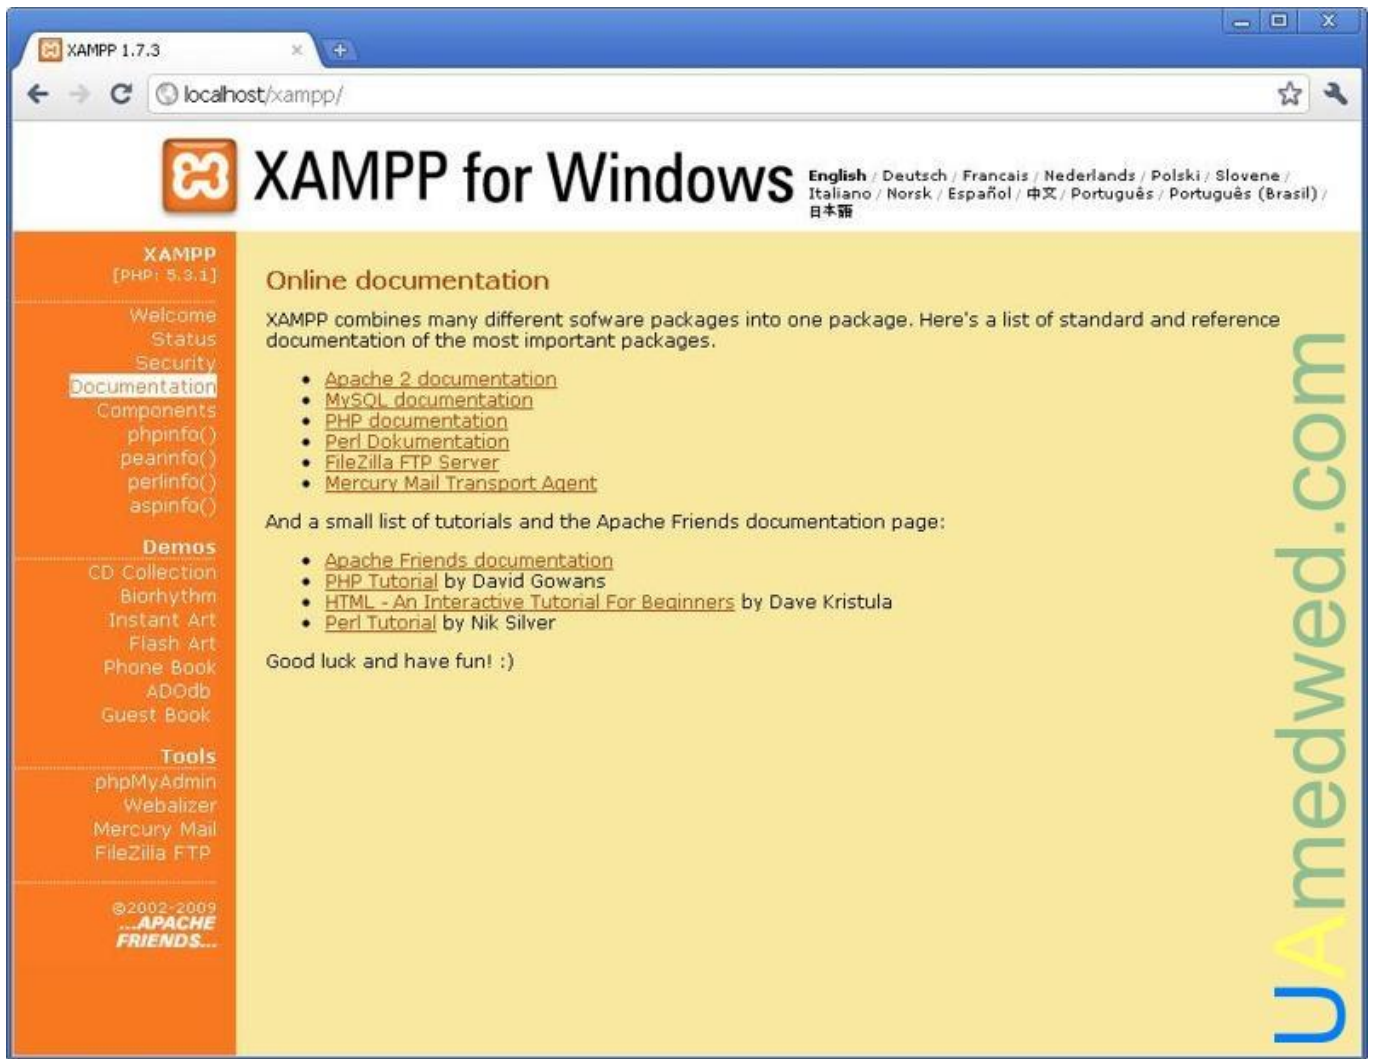 XAMPP 1.7.3
localhost/xampp/
XAMPP for Windows
English / Deutsch / Francais / Nederlands / Polski / Slovene /
Italiano / Norsk / Español / 中文 / Português / Português (Brasil) /
日本語
XAMPP
[PHP: 5.3.1]
Welcome
Status
Security
Documentation
Components
phpinfo()
pearinfo()
perlinfo()
aspinfo()
Demos
CD Collection
Biorhythm
Instant Art
Flash Art
Phone Book
ADOdb
Guest Book
Tools
phpMyAdmin
Webalizer
Mercury Mail
FileZilla FTP
©2002-2009
...APACHE
FRIENDS...
Online documentation
XAMPP combines many different sofware packages into one package. Here's a list of standard and reference
documentation of the most important packages.
• Apache 2 documentation
• MySQL documentation
• PHP documentation
• Perl Dokumentation
• FileZilla FTP Server
• Mercury Mail Transport Agent
And a small list of tutorials and the Apache Friends documentation page:
• Apache Friends documentation
• PHP Tutorial by David Gowans
• HTML - An Interactive Tutorial For Beginners by Dave Kristula
• Perl Tutorial by Nik Silver
Good luck and have fun! :)
UAmedwed.com